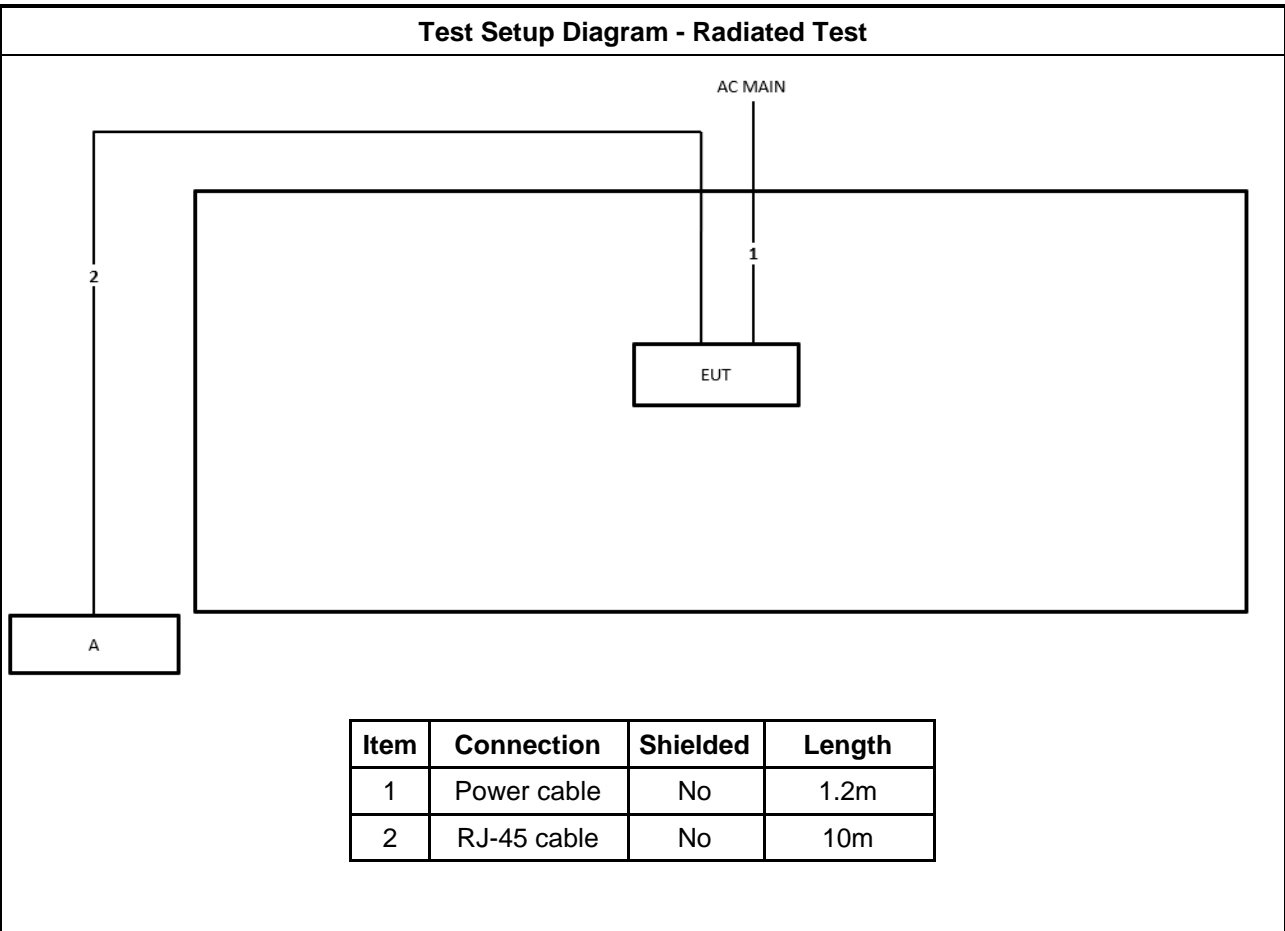 Test Setup Diagram - Radiated Test
AC MAIN
2
1
EUT
A
Item Connection Shielded Length
1 Power cable No 1.2m
2 RJ-45 cable No 10m